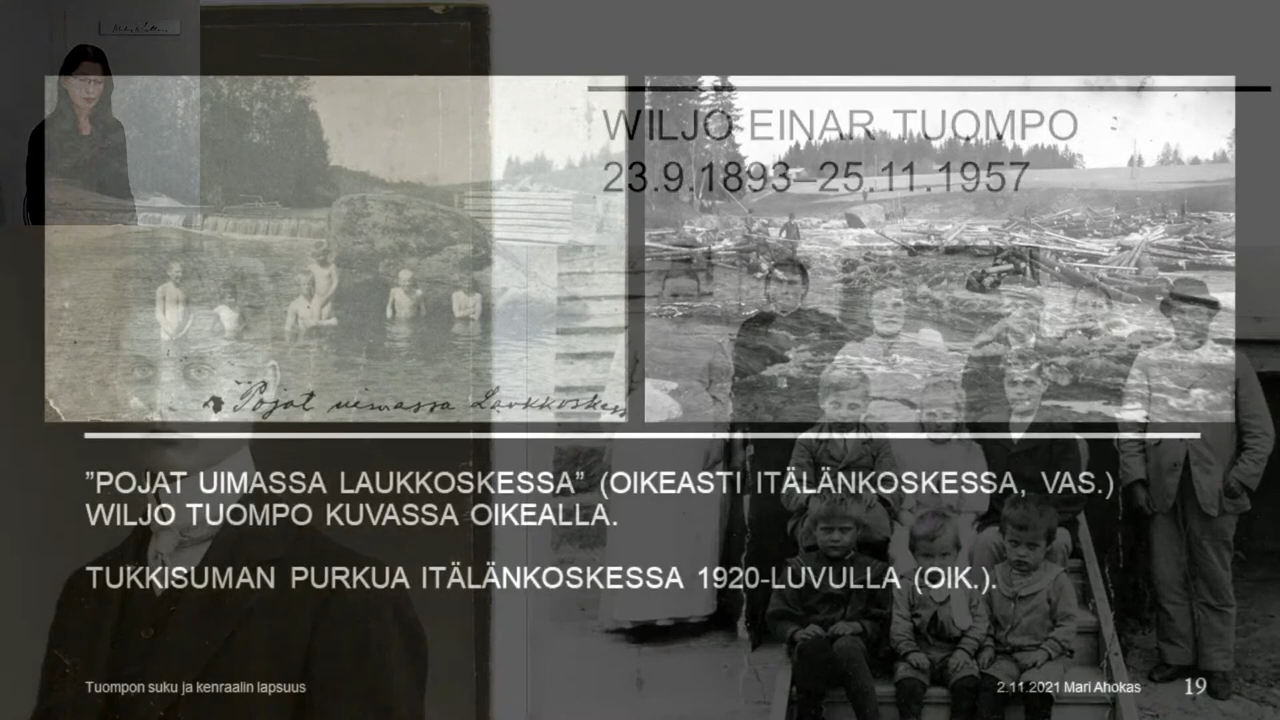 WILJO EINAR TUOMPO
23.9.1893–25.11.1957
"Pojat uimassa Laukkoskessa
”POJAT UIMASSA LAUKKOSKESSA” (OIKEASTI ITÄLÄNKOSKESSA, VAS.)
WILJO TUOMPO KUVASSA OIKEALLA.
TUKKISUMAN PURKUA ITÄLÄNKOSKESSA 1920-LUVULLA (OIK.).
Tuompon suku ja kenraalin lapsuus
2.11.2021 Mari Ahokas
19